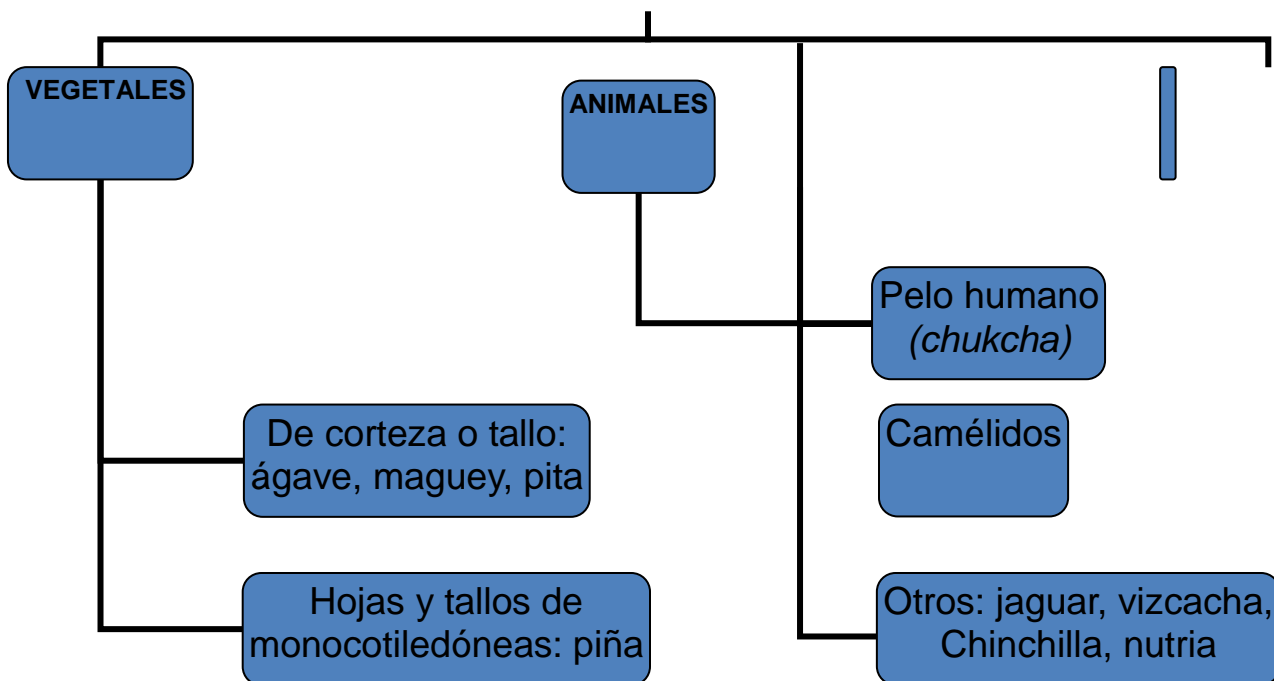 VEGETALES
ANIMALES
Pelo humano
(chukcha)
De corteza o tallo:
ágave, maguey, pita
Camélidos
Hojas y tallos de
monocotiledóneas: piña
Otros: jaguar, vizcacha,
Chinchilla, nutria